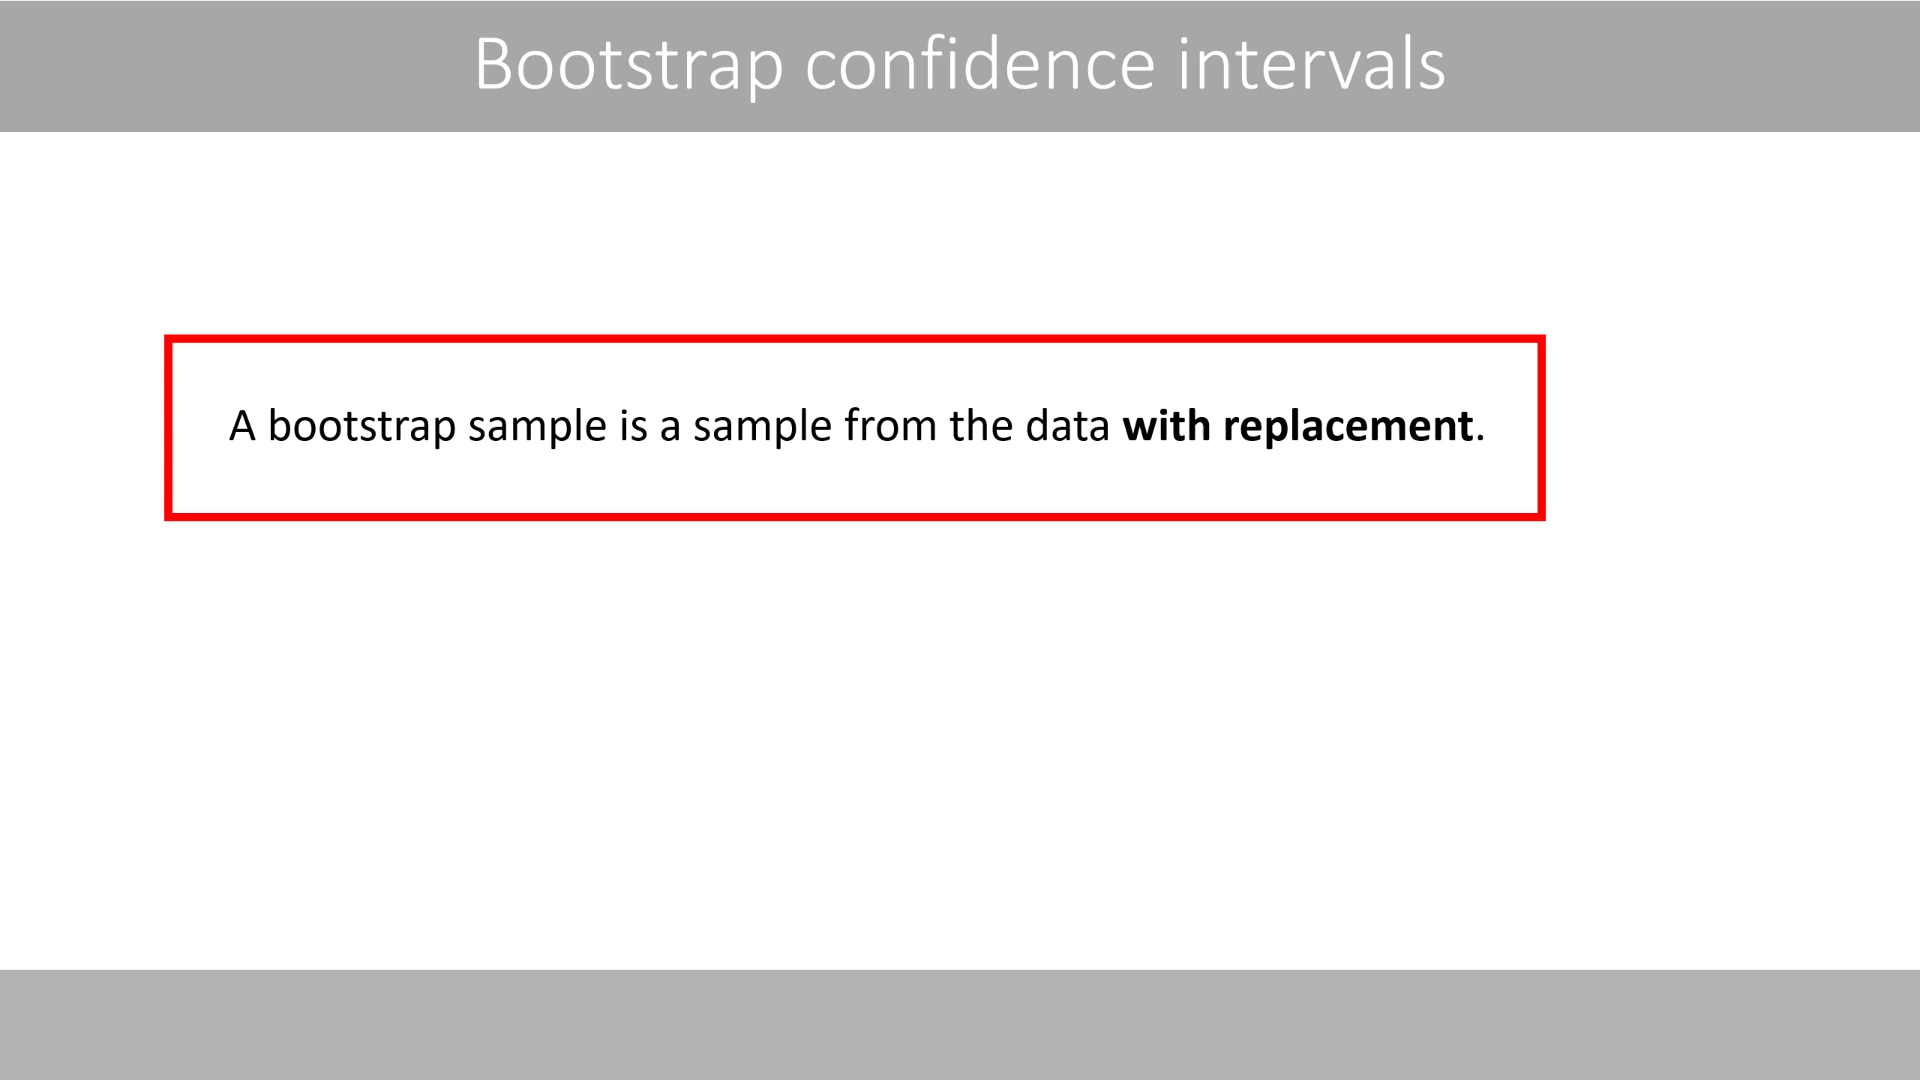 Bootstrap confidence intervals
A bootstrap sample is a sample from the data with replacement.